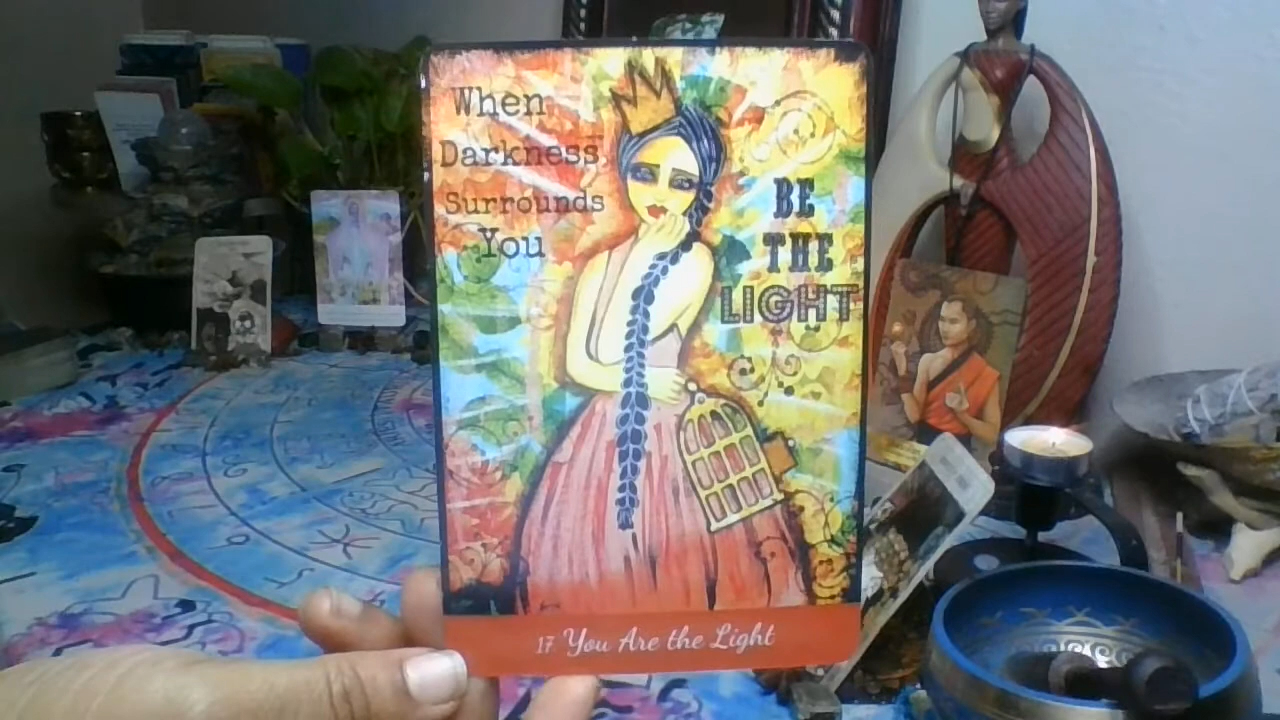 When
Darkness
Surrounds
You
BE
THE
LIGHT
17 You Are the Light